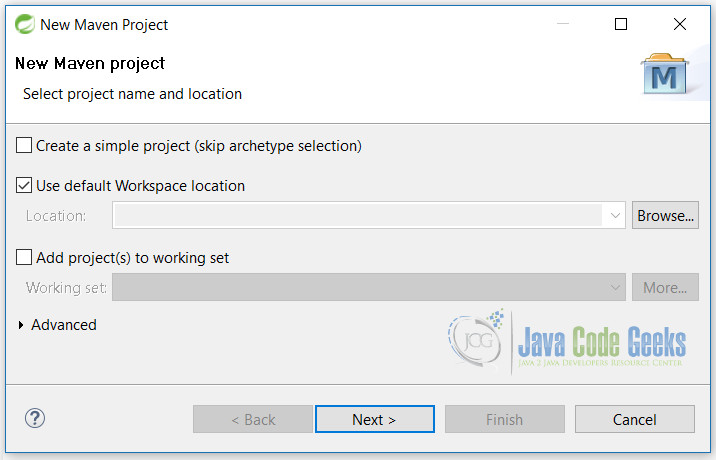 New Maven Project
New Maven project
Select project name and location
M
Create a simple project (skip archetype selection)
Use default Workspace location
Location:
Browse...
Add project(s) to working set
Working set:
More...
Advanced
JCG
Java Code Geeks
JAVA 2 JAVA DEVELOPERS RESOURCE CENTER
?
< Back
Next >
Finish
Cancel